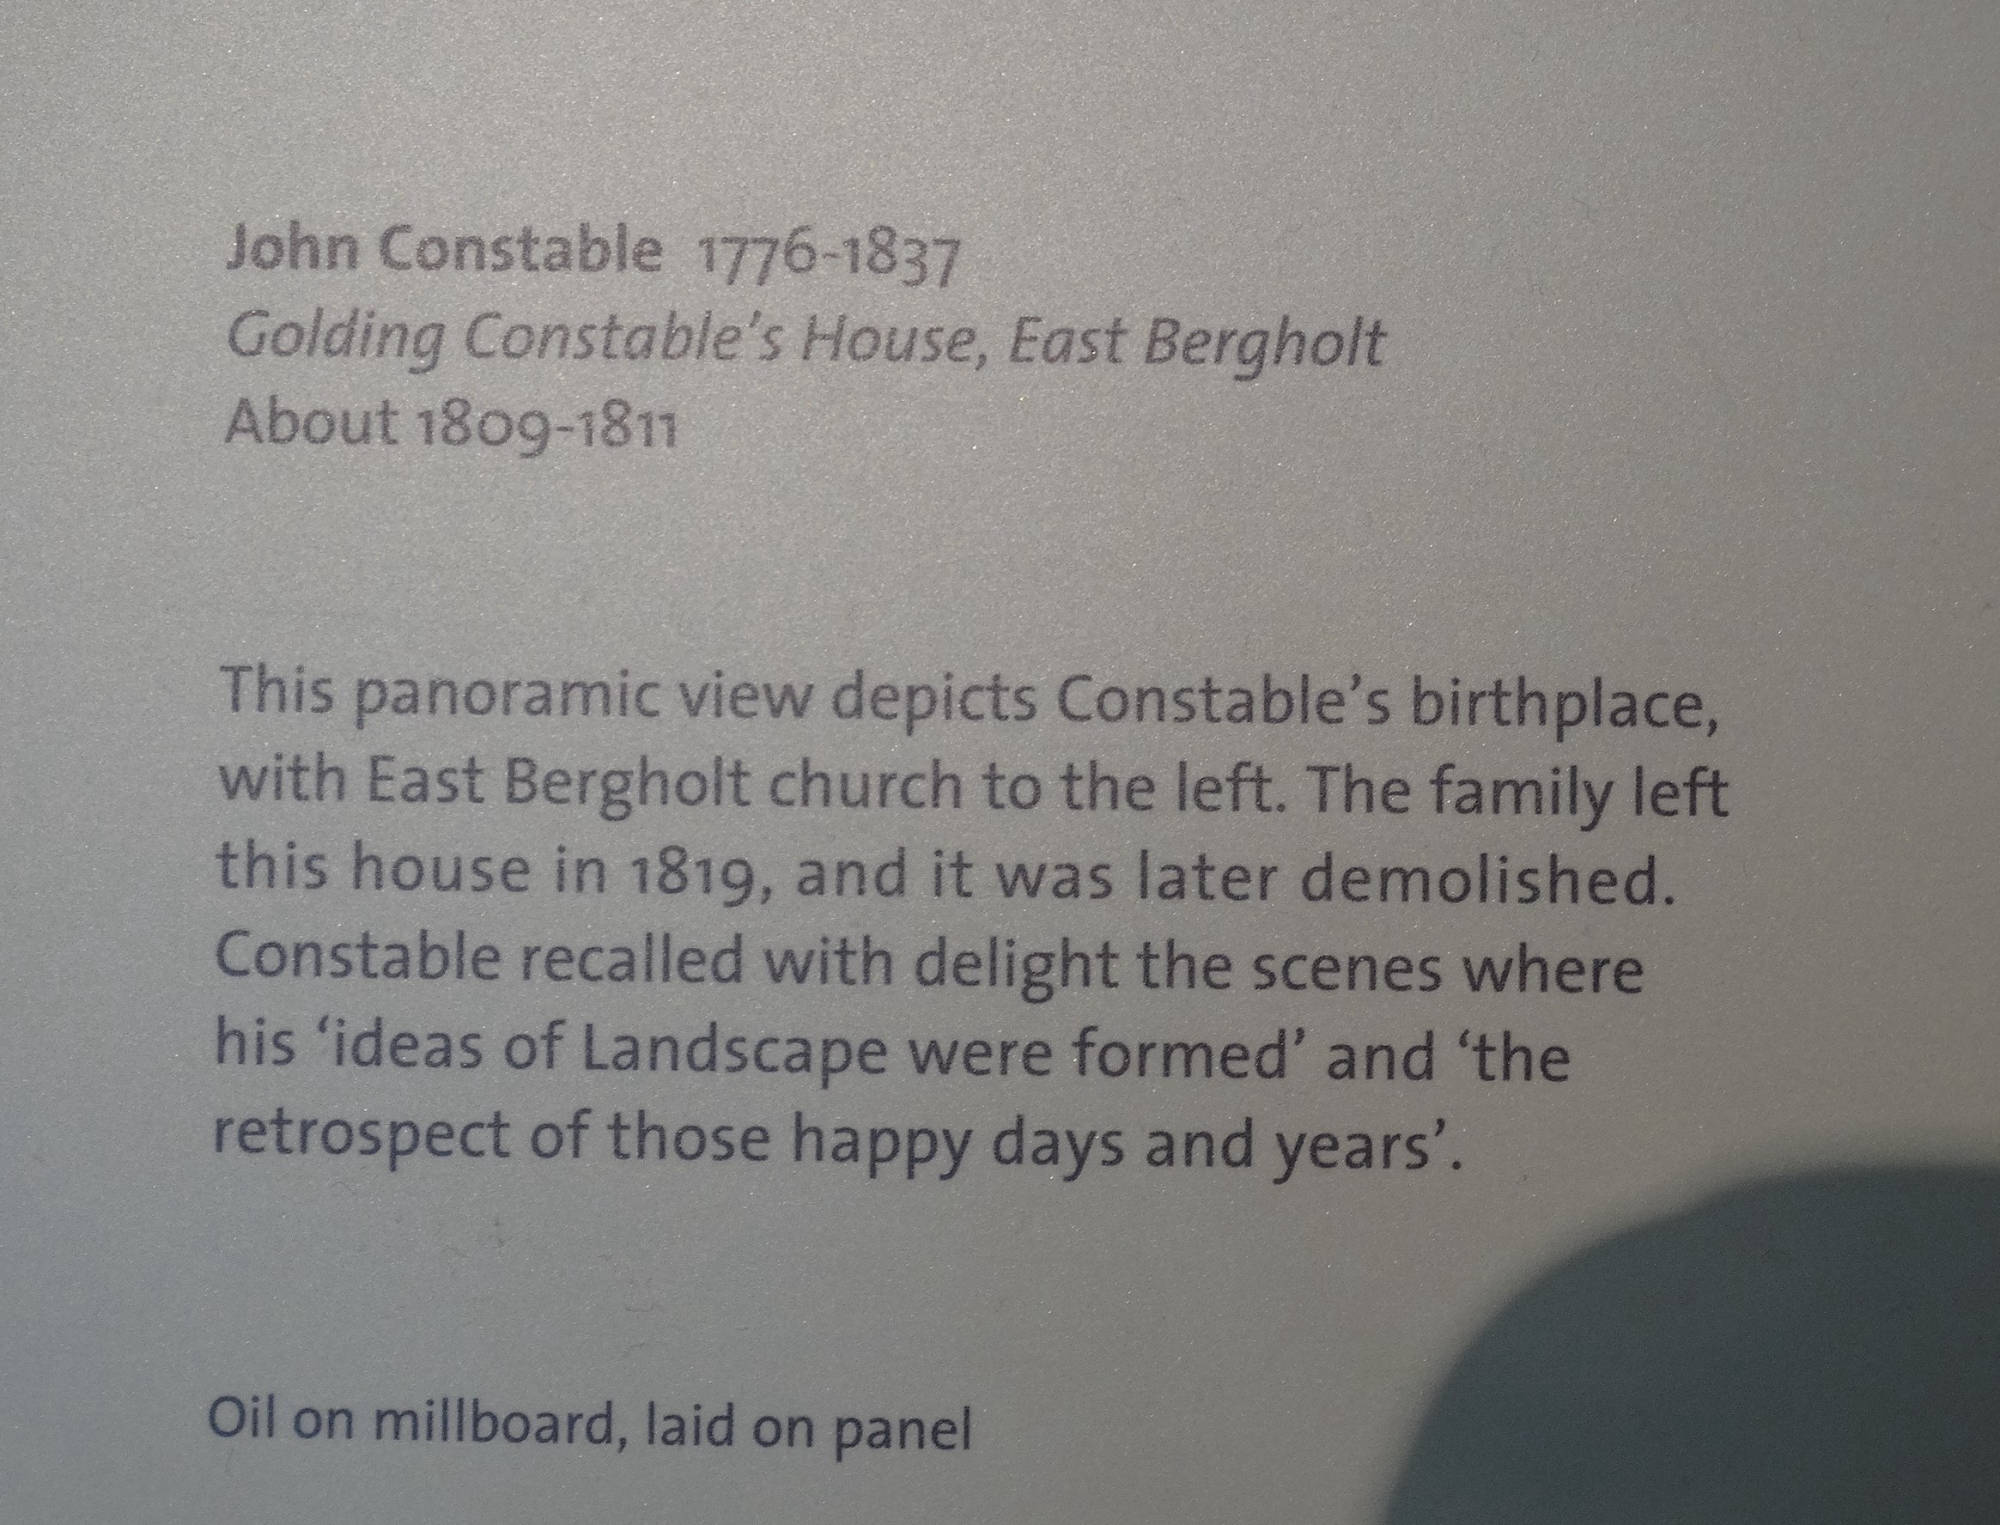 John Constable 1776-1837
Golding Constable's House, East Bergholt
About 1809-1811
This panoramic view depicts Constable's birthplace,
with East Bergholt church to the left. The family left
this house in 1819, and it was later demolished.
Constable recalled with delight the scenes where
his ‘ideas of Landscape were formed’ and ‘the
retrospect of those happy days and years’.
Oil on millboard, laid on panel